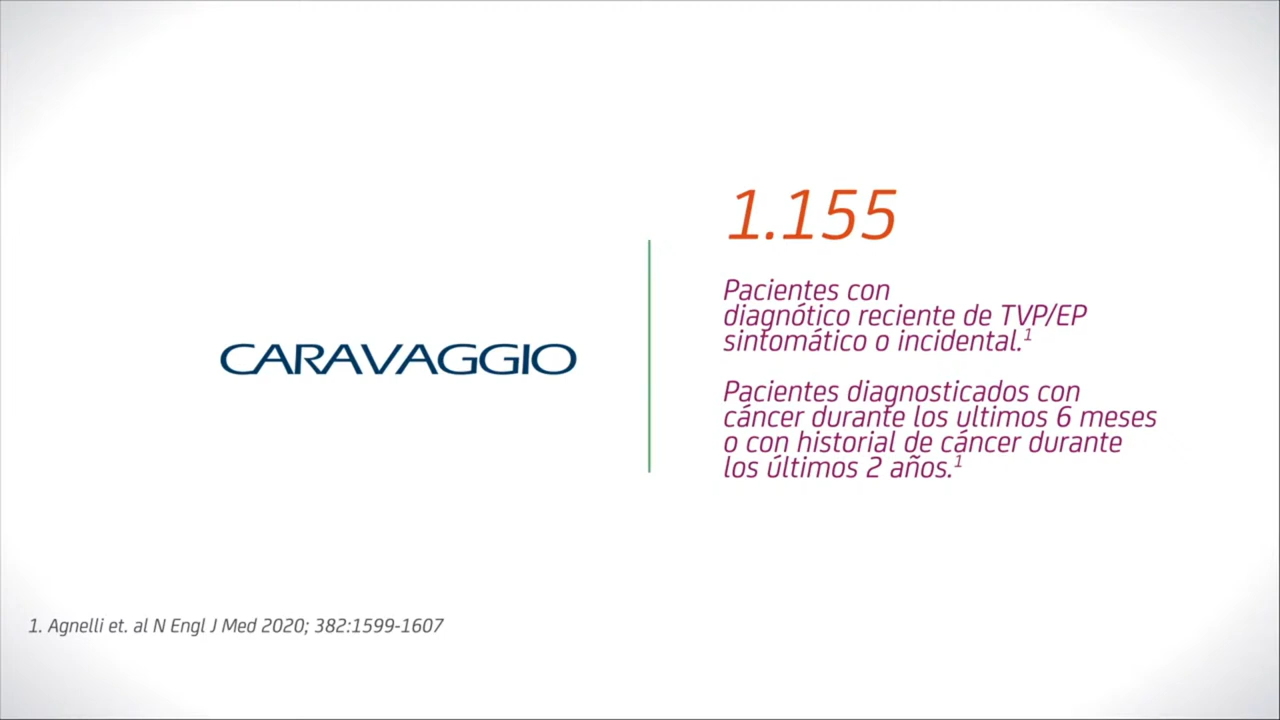 CARAVAGGIO
1.155
Pacientes con
diagnótico reciente de TVP/EP
sintomático o incidental.1
Pacientes diagnosticados con
cáncer durante los ultimos 6 meses
o con historial de cáncer durante
los últimos 2 años.1
1. Agnelli et. al N Engl J Med 2020; 382:1599-1607